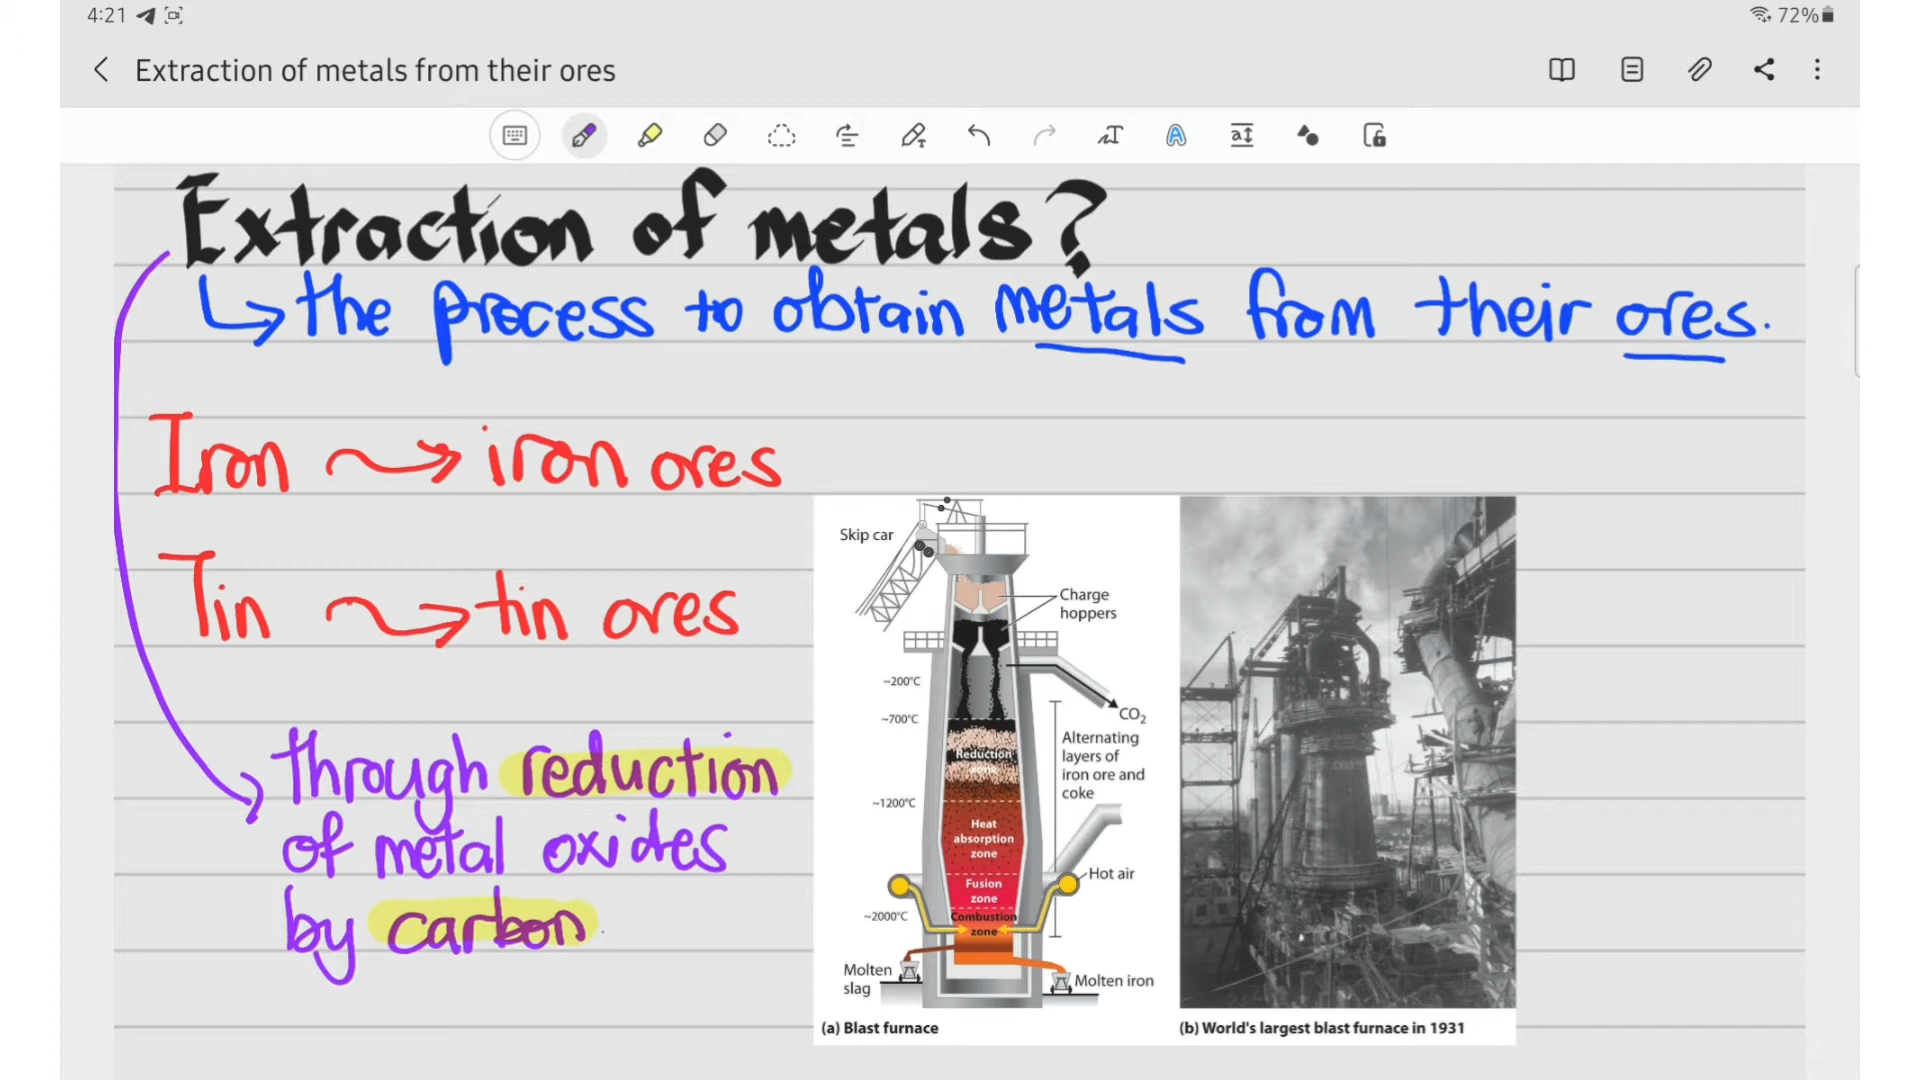 4:21
72%
Extraction of metals from their ores
Extraction of metals?
the process to obtain metals from their ores.
Iron → iron ores
Tin → tin ores
through reduction
of metal oxides
by carbon
Skip car
Charge
hoppers
~200°C
~700°C
CO₂
Alternating
layers of
iron ore and
coke
Reduction
zone
~1200°C
Heat
absorption
zone
Hot air
Fusion
zone
~2000°C
Combustion
zone
Molten
slag
Molten iron
(a) Blast furnace
(b) World's largest blast furnace in 1931